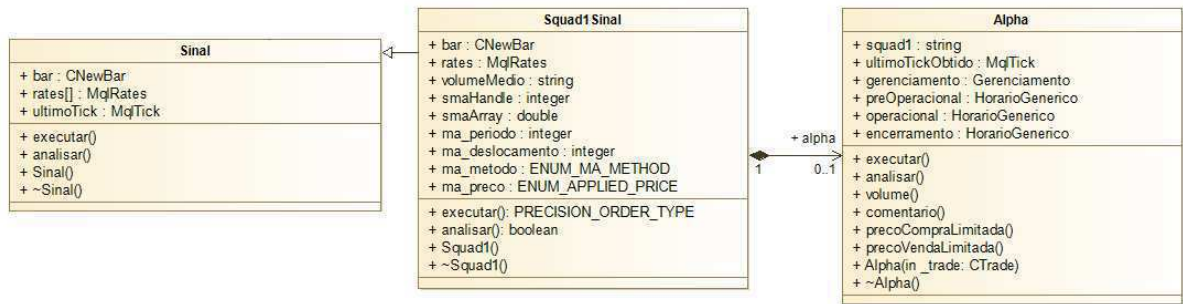 Sinal
+ bar : CNewBar
+ rates[] : MqlRates
+ ultimoTick : MqlTick
+ executar()
+ analisar()
+ Sinal()
+ ~Sinal()
Squad1Sinal
+ bar : CNewBar
+ rates : MqlRates
+ volumeMedio : string
+ smaHandle : integer
+ smaArray : double
+ ma_periodo : integer
+ ma_deslocamento : integer
+ ma_metodo : ENUM_MA_METHOD
+ ma_preco : ENUM_APPLIED_PRICE
+ executar(): PRECISION_ORDER_TYPE
+ analisar(): boolean
+ Squad1()
+ ~Squad1()
+ alpha
1
0..1
Alpha
+ squad1 : string
+ ultimoTickObtido : MqlTick
+ gerenciamento : Gerenciamento
+ preOperacional : HorarioGenerico
+ operacional : HorarioGenerico
+ encerramento : HorarioGenerico
+ executar()
+ analisar()
+ volume()
+ comentario()
+ precoCompraLimitada()
+ precoVendaLimitada()
+ Alpha(in _trade: CTrade)
+ ~Alpha()